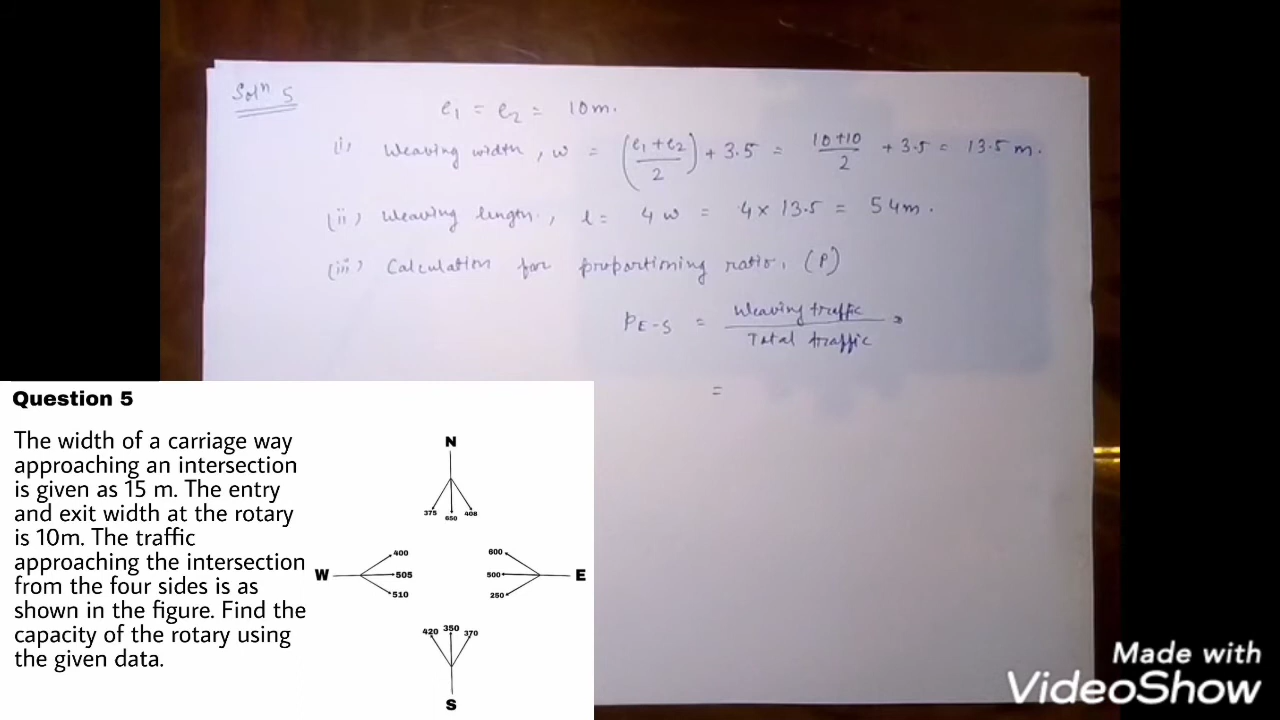 Solⁿ 5
e₁ = e₂ = 10m.
(i) Weaving width, w = (e₁+e₂/2) + 3.5 = 10+10/2 + 3.5 = 13.5 m.
(ii) Weaving length, l = 4w = 4×13.5 = 54m.
(iii) Calculation for proportioning ratio, (P)
P_E-S = Weaving traffic / Total traffic
=
Question 5
The width of a carriage way
approaching an intersection
is given as 15 m. The entry
and exit width at the rotary
is 10m. The traffic
approaching the intersection
from the four sides is as
shown in the figure. Find the
capacity of the rotary using
the given data.
N
375 650 408
W
400
505
510
600
500
250
E
420 350 370
S
Made with
VideoShow